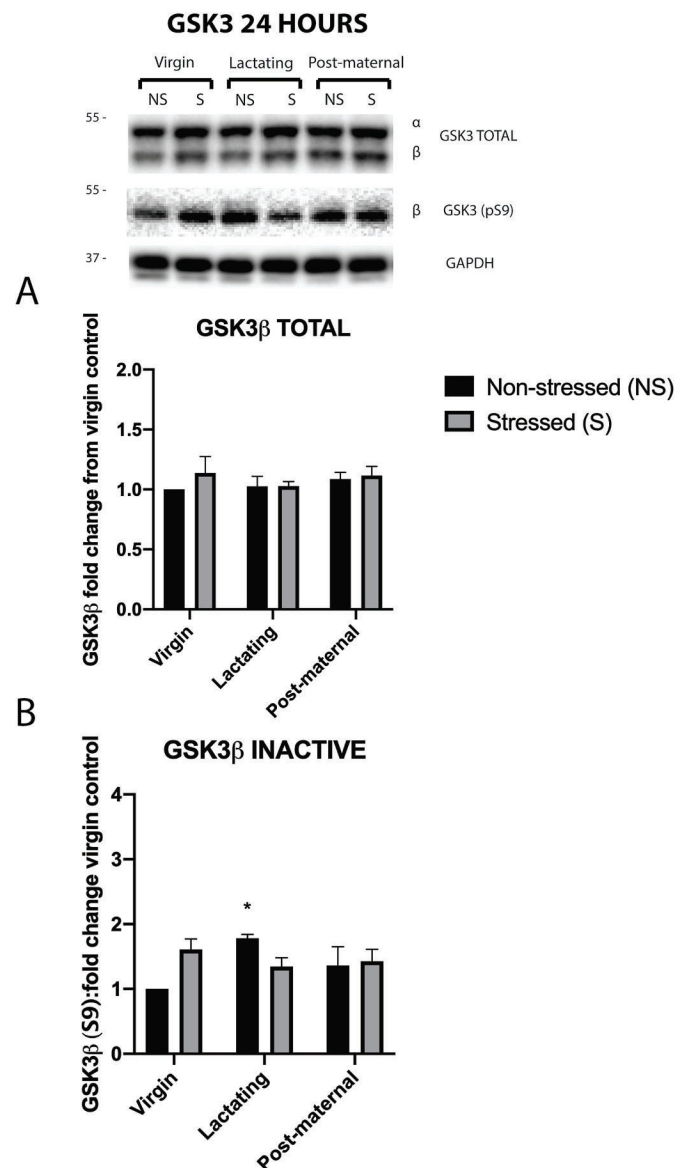 GSK3 24 HOURS
Virgin Lactating Post-maternal
NS S NS S NS S
55 -
α
GSK3 TOTAL
β
55 -
β GSK3 (pS9)
37 -
GAPDH
A
GSK3β TOTAL
GSK3β fold change from virgin control
2.0
1.5
1.0
0.5
0.0
Virgin
Lactating
Post-maternal
Non-stressed (NS)
Stressed (S)
B
GSK3β INACTIVE
GSK3β (S9):fold change virgin control
4
3
2
1
0
*
Virgin
Lactating
Post-maternal